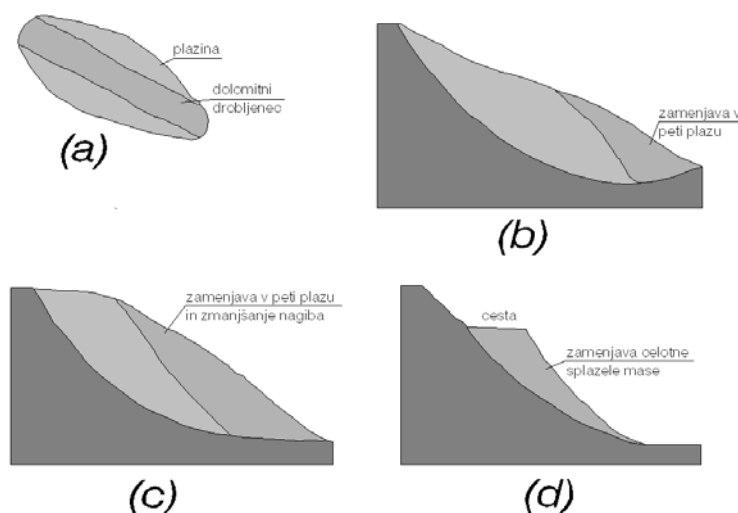 plazina
dolomitni
drobljenec
(a)
zamenjava v
peti plazu
(b)
zamenjava v peti plazu
in zmanjšanje nagiba
(c)
cesta
zamenjava celotne
splazele mase
(d)